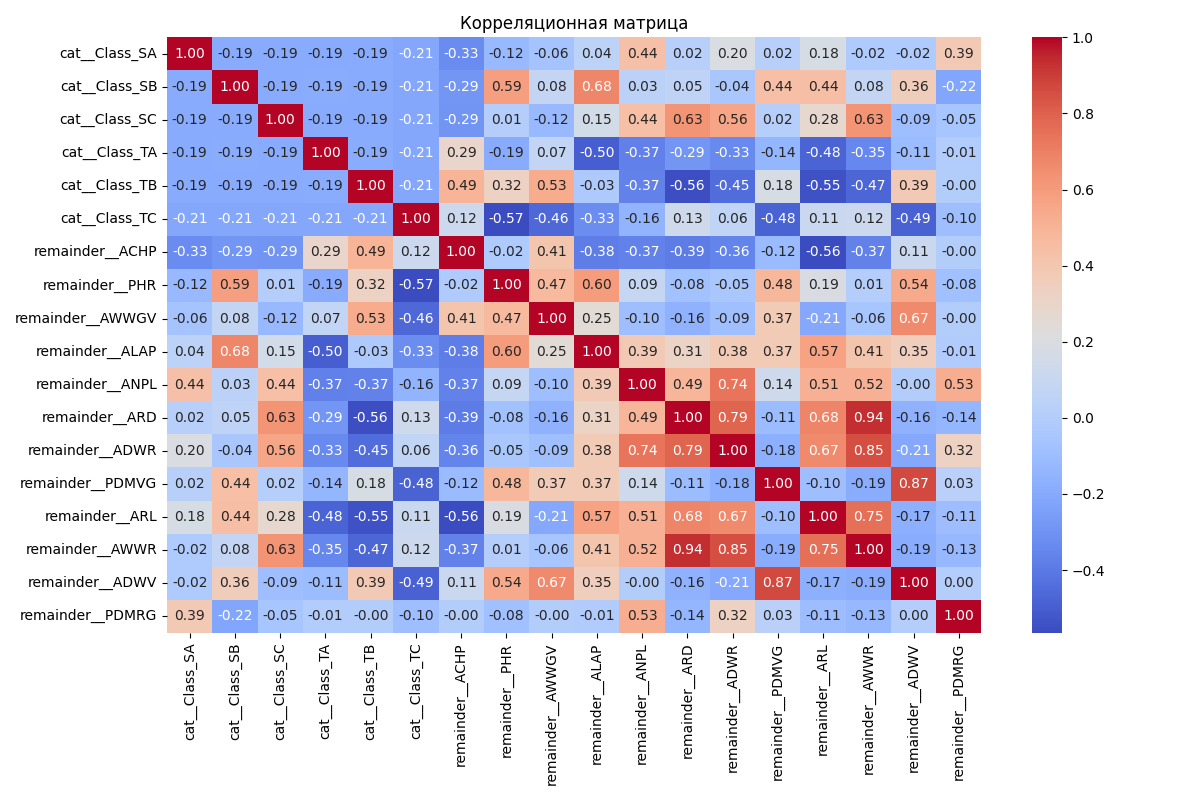 Корреляционная матрица
cat__Class_SA 1.00 -0.19 -0.19 -0.19 -0.19 -0.21 -0.33 -0.12 -0.06 0.04 0.44 0.02 0.20 0.02 0.18 -0.02 -0.02 0.39
cat__Class_SB -0.19 1.00 -0.19 -0.19 -0.19 -0.21 -0.29 0.59 0.08 0.68 0.03 0.05 -0.04 0.44 0.44 0.08 0.36 -0.22
cat__Class_SC -0.19 -0.19 1.00 -0.19 -0.19 -0.21 -0.29 0.01 -0.12 0.15 0.44 0.63 0.56 0.02 0.28 0.63 -0.09 -0.05
cat__Class_TA -0.19 -0.19 -0.19 1.00 -0.19 -0.21 0.29 -0.19 0.07 -0.50 -0.37 -0.29 -0.33 -0.14 -0.48 -0.35 -0.11 -0.01
cat__Class_TB -0.19 -0.19 -0.19 -0.19 1.00 -0.21 0.49 0.32 0.53 -0.03 -0.37 -0.56 -0.45 0.18 -0.55 -0.47 0.39 -0.00
cat__Class_TC -0.21 -0.21 -0.21 -0.21 -0.21 1.00 0.12 -0.57 -0.46 -0.33 -0.16 0.13 0.06 -0.48 0.11 0.12 -0.49 -0.10
remainder__ACHP -0.33 -0.29 -0.29 0.29 0.49 0.12 1.00 -0.02 0.41 -0.38 -0.37 -0.39 -0.36 -0.12 -0.56 -0.37 0.11 -0.00
remainder__PHR -0.12 0.59 0.01 -0.19 0.32 -0.57 -0.02 1.00 0.47 0.60 0.09 -0.08 -0.05 0.48 0.19 0.01 0.54 -0.08
remainder__AWWGV -0.06 0.08 -0.12 0.07 0.53 -0.46 0.41 0.47 1.00 0.25 -0.10 -0.16 -0.09 0.37 -0.21 -0.06 0.67 -0.00
remainder__ALAP 0.04 0.68 0.15 -0.50 -0.03 -0.33 -0.38 0.60 0.25 1.00 0.39 0.31 0.38 0.37 0.57 0.41 0.35 -0.01
remainder__ANPL 0.44 0.03 0.44 -0.37 -0.37 -0.16 -0.37 0.09 -0.10 0.39 1.00 0.49 0.74 0.14 0.51 0.52 -0.00 0.53
remainder__ARD 0.02 0.05 0.63 -0.29 -0.56 0.13 -0.39 -0.08 -0.16 0.31 0.49 1.00 0.79 -0.11 0.68 0.94 -0.16 -0.14
remainder__ADWR 0.20 -0.04 0.56 -0.33 -0.45 0.06 -0.36 -0.05 -0.09 0.38 0.74 0.79 1.00 -0.18 0.67 0.85 -0.21 0.32
remainder__PDMVG 0.02 0.44 0.02 -0.14 0.18 -0.48 -0.12 0.48 0.37 0.37 0.14 -0.11 -0.18 1.00 -0.10 -0.19 0.87 0.03
remainder__ARL 0.18 0.44 0.28 -0.48 -0.55 0.11 -0.56 0.19 -0.21 0.57 0.51 0.68 0.67 -0.10 1.00 0.75 -0.17 -0.11
remainder__AWWR -0.02 0.08 0.63 -0.35 -0.47 0.12 -0.37 0.01 -0.06 0.41 0.52 0.94 0.85 -0.19 0.75 1.00 -0.19 -0.13
remainder__ADWV -0.02 0.36 -0.09 -0.11 0.39 -0.49 0.11 0.54 0.67 0.35 -0.00 -0.16 -0.21 0.87 -0.17 -0.19 1.00 0.00
remainder__PDMRG 0.39 -0.22 -0.05 -0.01 -0.00 -0.10 -0.00 -0.08 -0.00 -0.01 0.53 -0.14 0.32 0.03 -0.11 -0.13 0.00 1.00
cat__Class_SA
cat__Class_SB
cat__Class_SC
cat__Class_TA
cat__Class_TB
cat__Class_TC
remainder__ACHP
remainder__PHR
remainder__AWWGV
remainder__ALAP
remainder__ANPL
remainder__ARD
remainder__ADWR
remainder__PDMVG
remainder__ARL
remainder__AWWR
remainder__ADWV
remainder__PDMRG
1.0
0.8
0.6
0.4
0.2
0.0
−0.2
−0.4